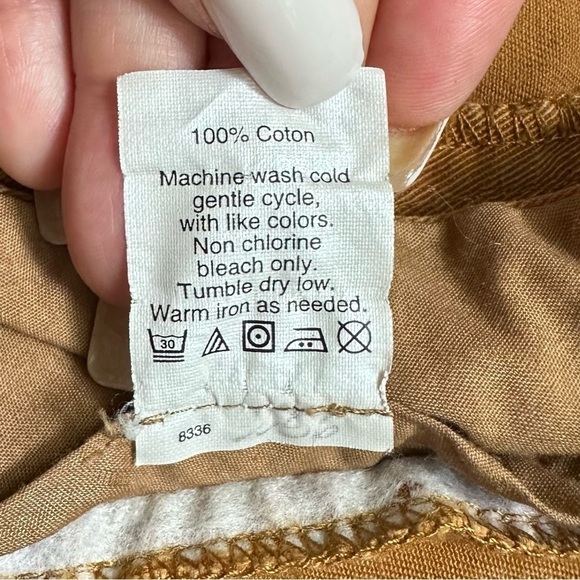 100% Coton
Machine wash cold
gentle cycle,
with like colors.
Non chlorine
bleach only.
Tumble dry low.
Warm iron as needed.
30
8336